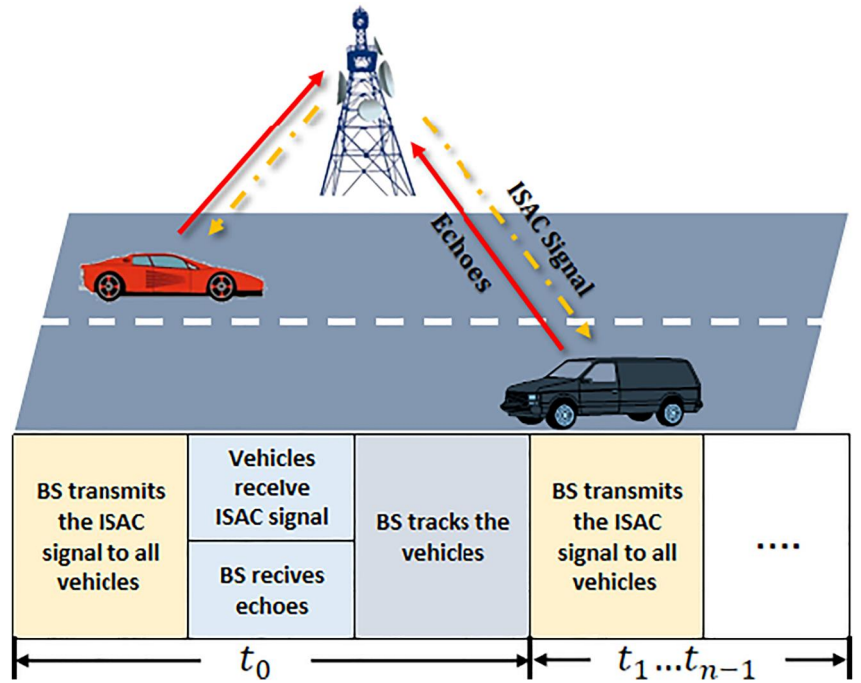 ISAC Signal
Echoes
BS transmits
the ISAC
signal to all
vehicles
Vehicles
receive
ISAC signal
BS recives
echoes
BS tracks the
vehicles
BS transmits
the ISAC
signal to all
vehicles
....
t₀
t₁...tₙ₋₁